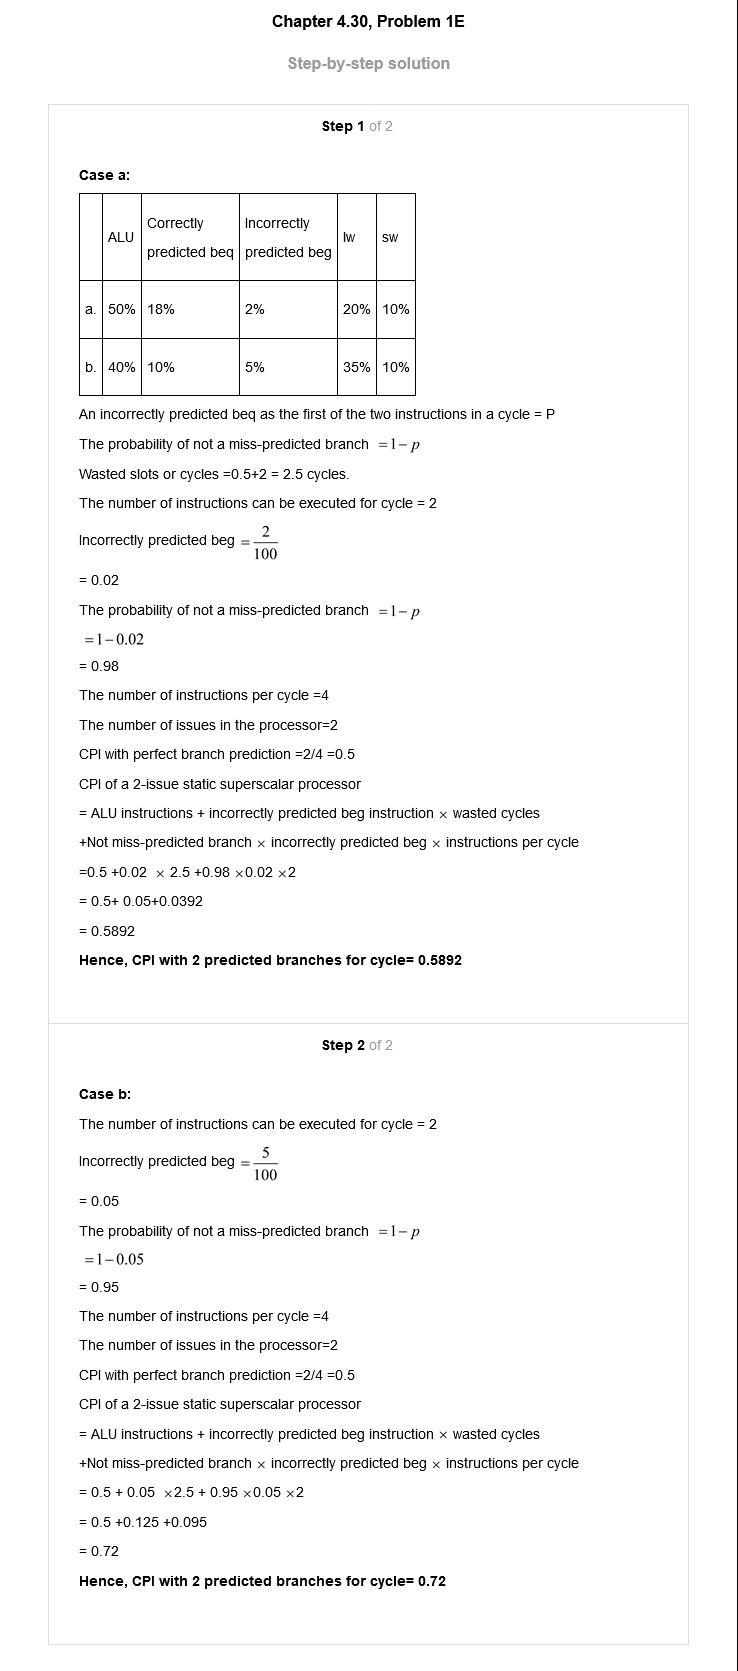 Chapter 4.30, Problem 1E
Step-by-step solution
Step 1 of 2
Case a:
ALU Correctly predicted beq Incorrectly predicted beg lw sw
a. 50% 18% 2% 20% 10%
b. 40% 10% 5% 35% 10%
An incorrectly predicted beq as the first of the two instructions in a cycle = P
The probability of not a miss-predicted branch =1−p
Wasted slots or cycles =0.5+2 = 2.5 cycles.
The number of instructions can be executed for cycle = 2
Incorrectly predicted beg = 2/100
= 0.02
The probability of not a miss-predicted branch =1−p
=1−0.02
= 0.98
The number of instructions per cycle =4
The number of issues in the processor=2
CPI with perfect branch prediction =2/4 =0.5
CPI of a 2-issue static superscalar processor
= ALU instructions + incorrectly predicted beg instruction × wasted cycles
+Not miss-predicted branch × incorrectly predicted beg × instructions per cycle
=0.5 +0.02 × 2.5 +0.98 ×0.02 ×2
= 0.5+ 0.05+0.0392
= 0.5892
Hence, CPI with 2 predicted branches for cycle= 0.5892
Step 2 of 2
Case b:
The number of instructions can be executed for cycle = 2
Incorrectly predicted beg = 5/100
= 0.05
The probability of not a miss-predicted branch =1−p
=1−0.05
= 0.95
The number of instructions per cycle =4
The number of issues in the processor=2
CPI with perfect branch prediction =2/4 =0.5
CPI of a 2-issue static superscalar processor
= ALU instructions + incorrectly predicted beg instruction × wasted cycles
+Not miss-predicted branch × incorrectly predicted beg × instructions per cycle
= 0.5 + 0.05 ×2.5 + 0.95 ×0.05 ×2
= 0.5 +0.125 +0.095
= 0.72
Hence, CPI with 2 predicted branches for cycle= 0.72